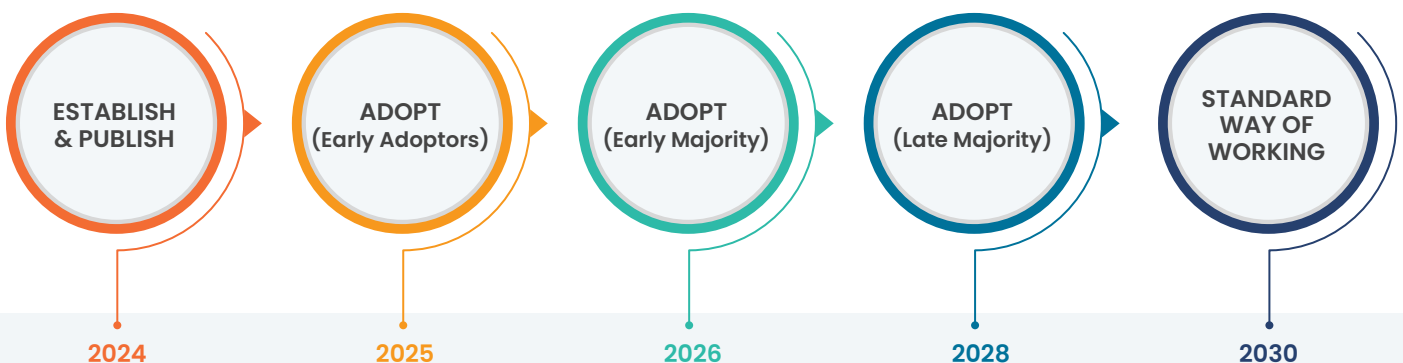 ESTABLISH
& PUBLISH
ADOPT
(Early Adoptors)
ADOPT
(Early Majority)
ADOPT
(Late Majority)
STANDARD
WAY OF
WORKING
2024
2025
2026
2028
2030